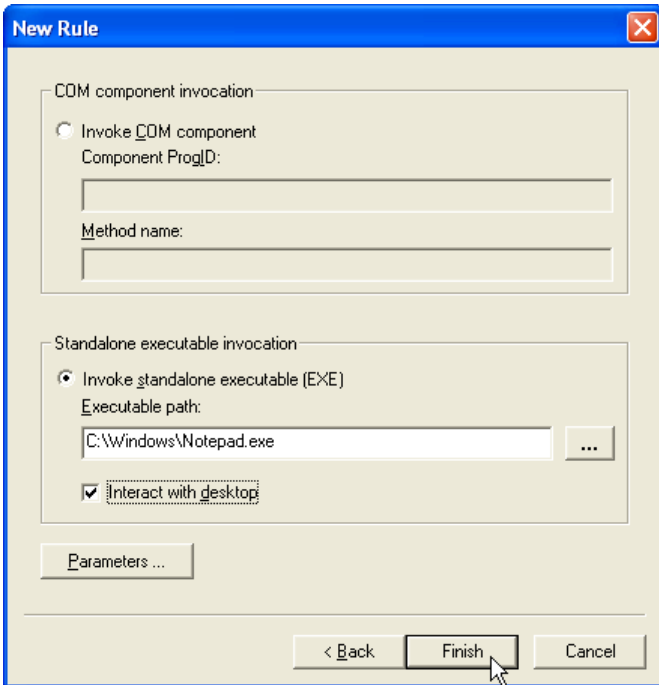 New Rule
COM component invocation
Invoke COM component
Component ProgID:
Method name:
Standalone executable invocation
Invoke standalone executable (EXE)
Executable path:
C:\Windows\Notepad.exe
...
Interact with desktop
Parameters ...
< Back
Finish
Cancel